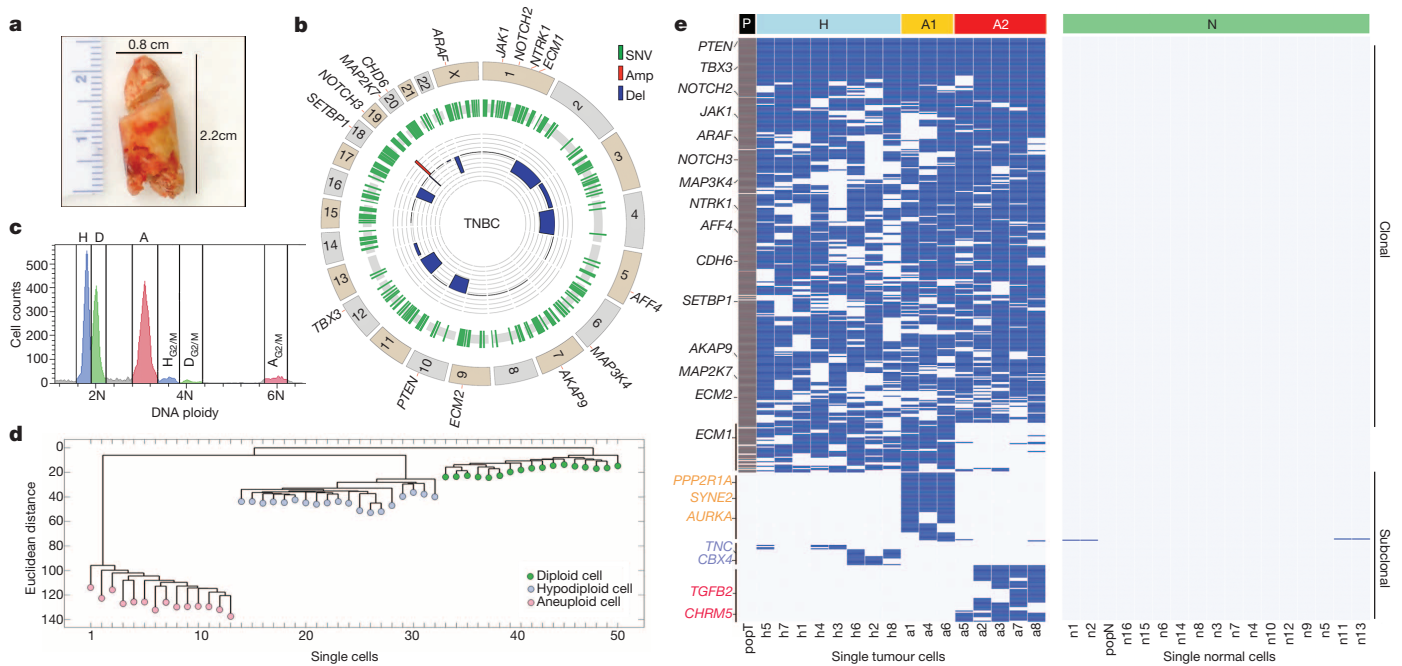 a
0.8 cm
2.2cm
2
1
b
ARAF
JAK1
NOTCH2
NTRK1
ECM1
CHD6
MAP2K7
NOTCH3
SETBP1
TBX3
PTEN
ECM2
AKAP9
MAP3K4
AFF4
X
1
2
3
4
5
6
7
8
9
10
11
12
13
14
15
16
17
18
19
20
21
22
TNBC
SNV
Amp
Del
c
H D A
H G2/M
D G2/M
A G2/M
500
400
300
200
100
0
Cell counts
2N 4N 6N
DNA ploidy
d
0
20
40
60
80
100
120
140
Euclidean distance
Diploid cell
Hypodiploid cell
Aneuploid cell
1 10 20 30 40 50
Single cells
e
P H A1 A2 N
PTEN
TBX3
NOTCH2
JAK1
ARAF
NOTCH3
MAP3K4
NTRK1
AFF4
CDH6
SETBP1
AKAP9
MAP2K7
ECM2
ECM1
PPP2R1A
SYNE2
AURKA
TNC
CBX4
TGFB2
CHRM5
Clonal
Subclonal
popT h5 h7 h1 h4 h3 h6 h2 h8 a1 a4 a6 a5 a2 a3 a7 a8
Single tumour cells
n1 n2 popN n16 n15 n6 n14 n8 n3 n7 n4 n10 n12 n9 n5 n11 n13
Single normal cells